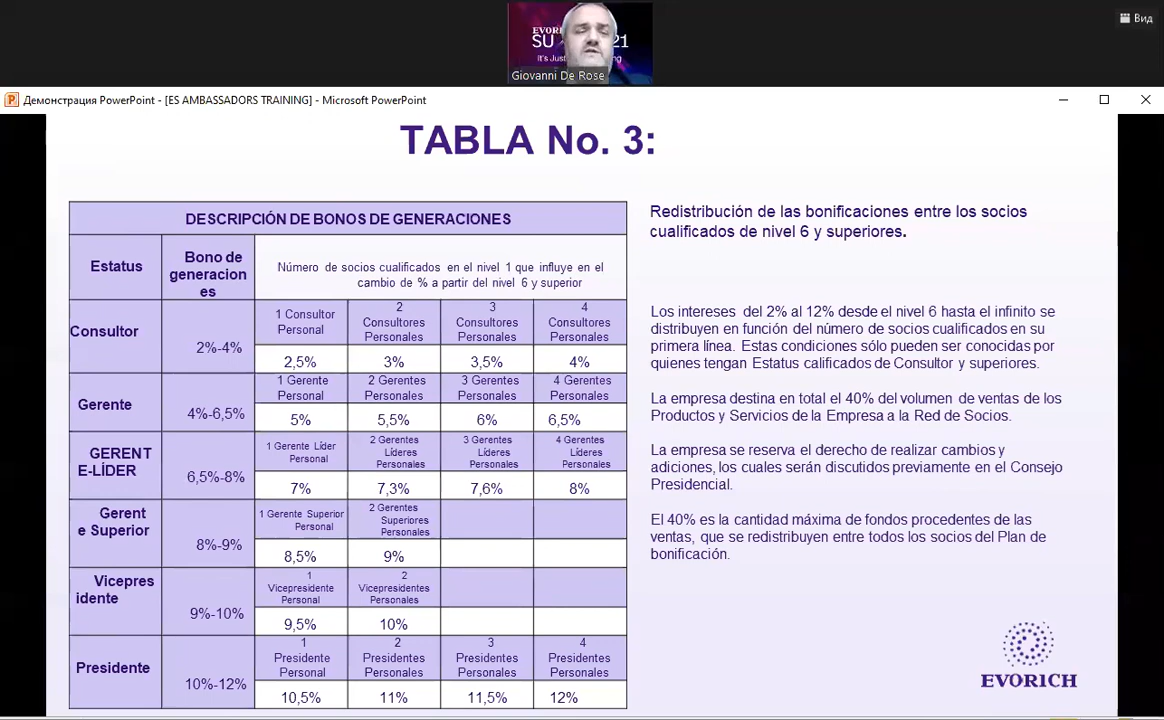 Вид
EVORI
SU 21
It's Jus ng
Giovanni De Rose
Демонстрация PowerPoint - [ES AMBASSADORS TRAINING] - Microsoft PowerPoint
TABLA No. 3:
DESCRIPCIÓN DE BONOS DE GENERACIONES
Estatus
Bono de
generacion
es
Número de socios cualificados en el nivel 1 que influye en el
cambio de % a partir del nivel 6 y superior
Consultor
2%-4%
1 Consultor
Personal
2
Consultores
Personales
3
Consultores
Personales
4
Consultores
Personales
2,5% 3% 3,5% 4%
Gerente
4%-6,5%
1 Gerente
Personal
2 Gerentes
Personales
3 Gerentes
Personales
4 Gerentes
Personales
5% 5,5% 6% 6,5%
GERENT
E-LÍDER
6,5%-8%
1 Gerente Líder
Personal
2 Gerentes
Líderes
Personales
3 Gerentes
Líderes
Personales
4 Gerentes
Líderes
Personales
7% 7,3% 7,6% 8%
Gerent
e Superior
8%-9%
1 Gerente Superior
Personal
2 Gerentes
Superiores
Personales
8,5% 9%
Vicepres
idente
9%-10%
1
Vicepresidente
Personal
2
Vicepresidentes
Personales
9,5% 10%
Presidente
10%-12%
1
Presidente
Personal
2
Presidentes
Personales
3
Presidentes
Personales
4
Presidentes
Personales
10,5% 11% 11,5% 12%
Redistribución de las bonificaciones entre los socios
cualificados de nivel 6 y superiores.
Los intereses del 2% al 12% desde el nivel 6 hasta el infinito se
distribuyen en función del número de socios cualificados en su
primera línea. Estas condiciones sólo pueden ser conocidas por
quienes tengan Estatus calificados de Consultor y superiores.
La empresa destina en total el 40% del volumen de ventas de los
Productos y Servicios de la Empresa a la Red de Socios.
La empresa se reserva el derecho de realizar cambios y
adiciones, los cuales serán discutidos previamente en el Consejo
Presidencial.
El 40% es la cantidad máxima de fondos procedentes de las
ventas, que se redistribuyen entre todos los socios del Plan de
bonificación.
EVORICH